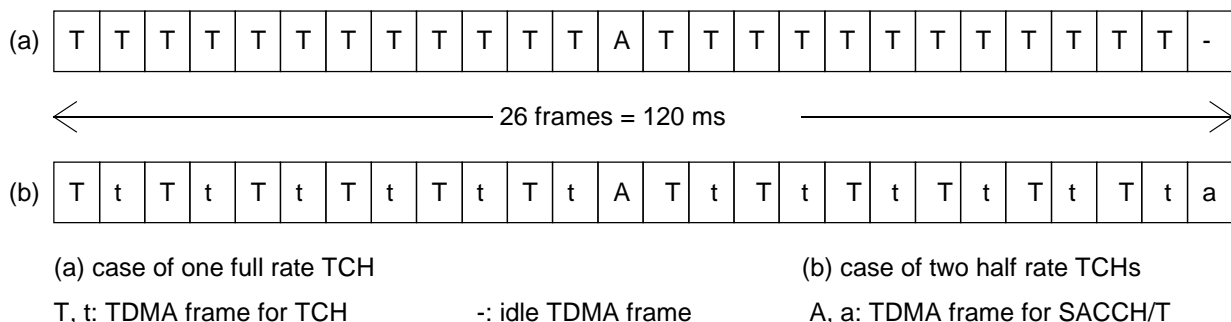 (a) T T T T T T T T T T T T A T T T T T T T T T T T T -
26 frames = 120 ms
(b) T t T t T t T t T t T t A T t T t T t T t T t T t a
(a) case of one full rate TCH (b) case of two half rate TCHs
T, t: TDMA frame for TCH -: idle TDMA frame A, a: TDMA frame for SACCH/T